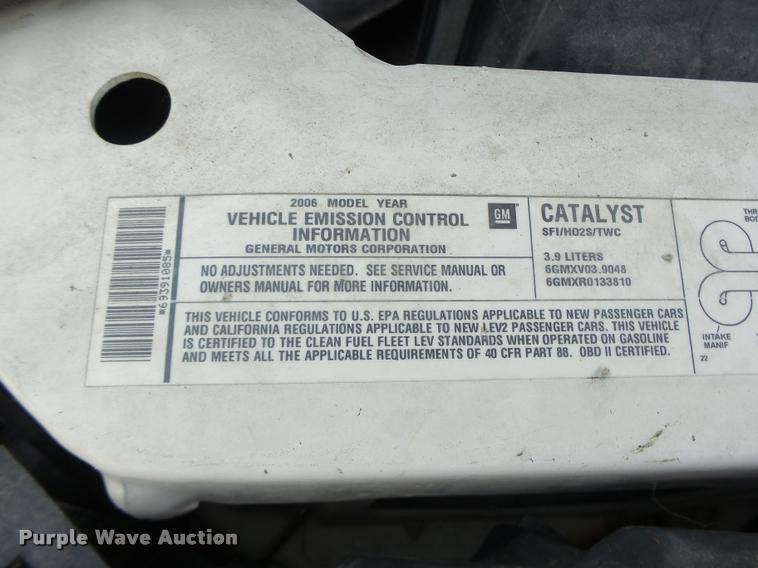 2006 MODEL YEAR
VEHICLE EMISSION CONTROL
INFORMATION
GENERAL MOTORS CORPORATION
GM
NO ADJUSTMENTS NEEDED. SEE SERVICE MANUAL OR
OWNERS MANUAL FOR MORE INFORMATION.
CATALYST
SFI/HO2S/TWC
3.9 LITERS
6GMXV03.9048
6GMXR0133810
THIS VEHICLE CONFORMS TO U.S. EPA REGULATIONS APPLICABLE TO NEW PASSENGER CARS
AND CALIFORNIA REGULATIONS APPLICABLE TO NEW LEV2 PASSENGER CARS. THIS VEHICLE
IS CERTIFIED TO THE CLEAN FUEL FLEET LEV STANDARDS WHEN OPERATED ON GASOLINE
AND MEETS ALL THE APPLICABLE REQUIREMENTS OF 40 CFR PART 88. OBD II CERTIFIED.
INTAKE
MANIF
22
Purple Wave Auction